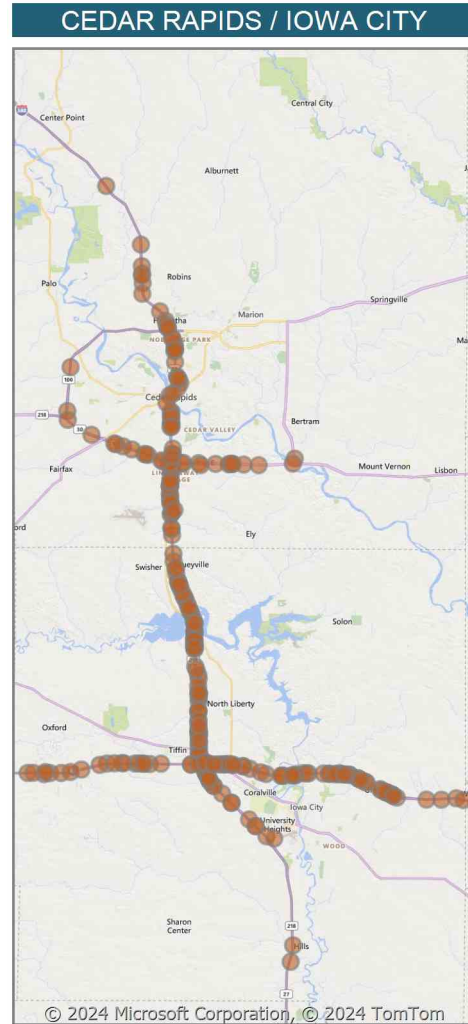 CEDAR RAPIDS / IOWA CITY
Central City
Center Point
Alburnett
Robins
Palo
Springville
Marion
Cedar Rapids
100
218
30
CEDAR VALLEY
Bertram
Fairfax
Mount Vernon
Lisbon
Ely
Swisher
Solon
North Liberty
Oxford
Tiffin
Coralville
Iowa City
University
Heights
WOOD
Sharon
Center
218
Hills
27
© 2024 Microsoft Corporation, © 2024 TomTom